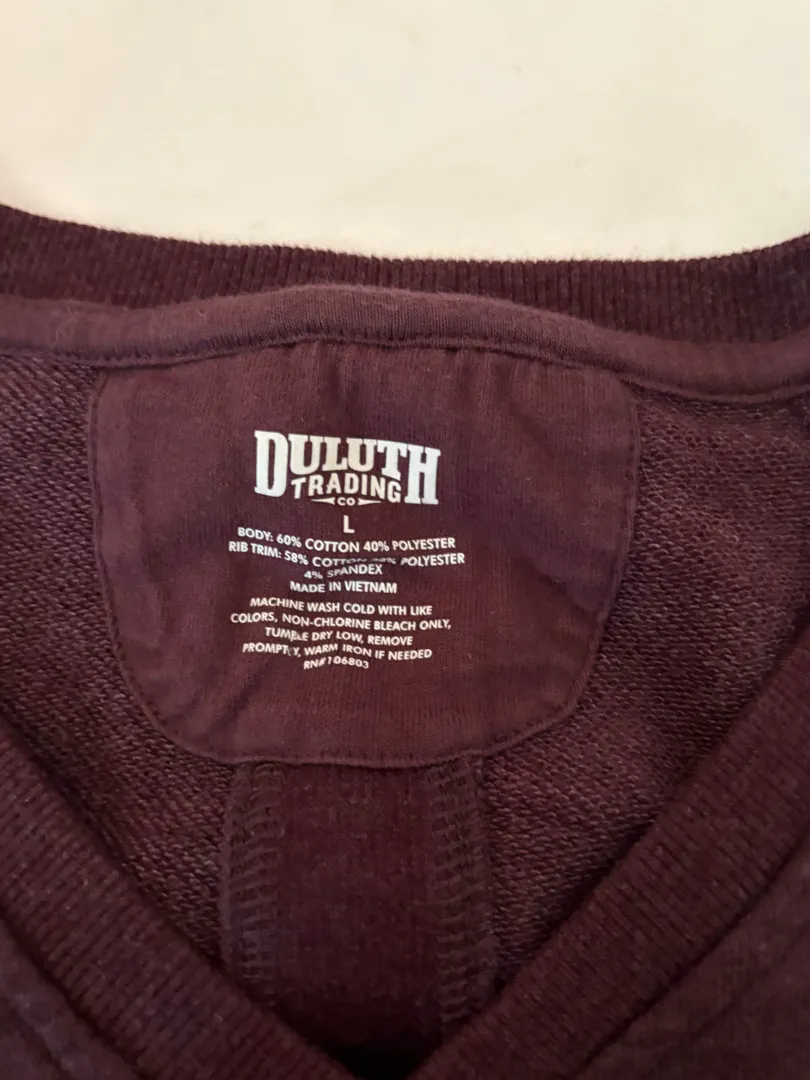 DULUTH
TRADING
CO
L
BODY: 60% COTTON 40% POLYESTER
RIB TRIM: 58% COTTON POLYESTER
4% SPANDEX
MADE IN VIETNAM
MACHINE WASH COLD WITH LIKE
COLORS, NON-CHLORINE BLEACH ONLY,
TUMBLE DRY LOW, REMOVE
PROMPTLY, WARM IRON IF NEEDED
RN#106803